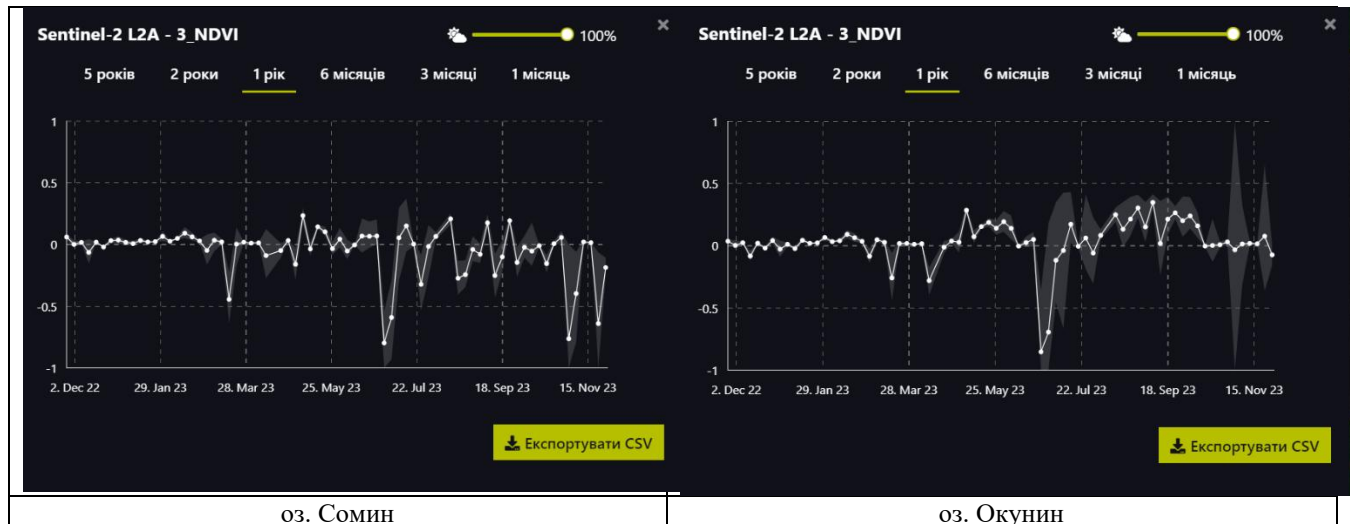 Sentinel-2 L2A - 3_NDVI
100%
5 років 2 роки 1 рік 6 місяців 3 місяці 1 місяць
1
0.5
0
-0.5
-1
2. Dec 22 29. Jan 23 28. Mar 23 25. May 23 22. Jul 23 18. Sep 23 15. Nov 23
Експортувати CSV
оз. Сомин
Sentinel-2 L2A - 3_NDVI
100%
5 років 2 роки 1 рік 6 місяців 3 місяці 1 місяць
1
0.5
0
-0.5
-1
2. Dec 22 29. Jan 23 28. Mar 23 25. May 23 22. Jul 23 18. Sep 23 15. Nov 23
Експортувати CSV
оз. Окунин